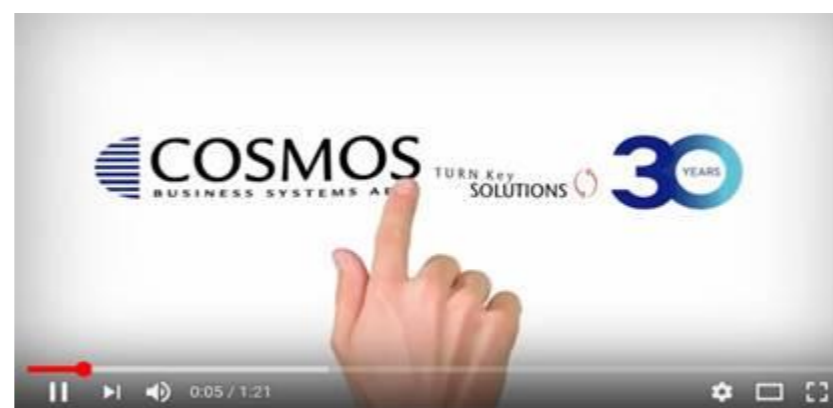 COSMOS
BUSINESS SYSTEMS
TURN Key
SOLUTIONS
30
YEARS
0:05 / 1:21